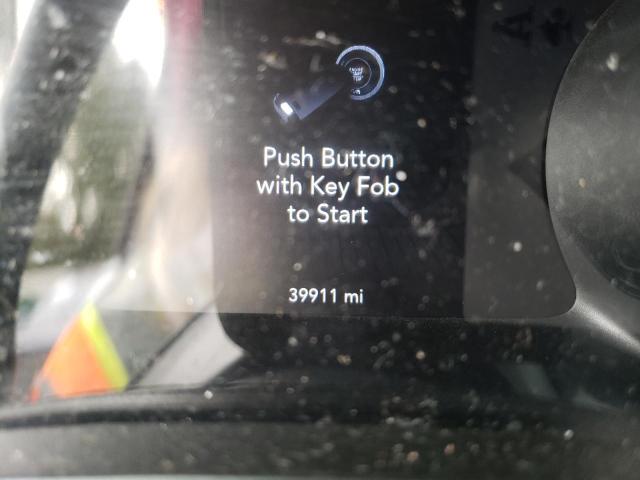 Push Button
with Key Fob
to Start
39911 mi